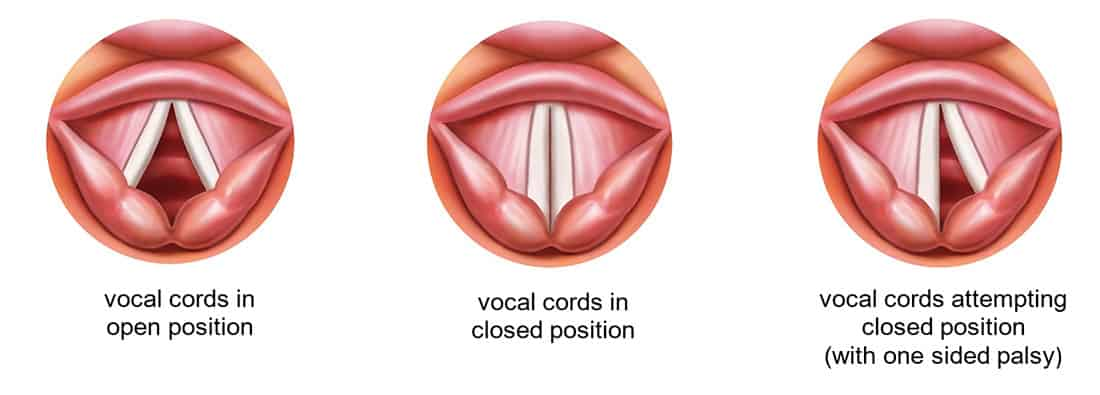 vocal cords in
open position
vocal cords in
closed position
vocal cords attempting
closed position
(with one sided palsy)